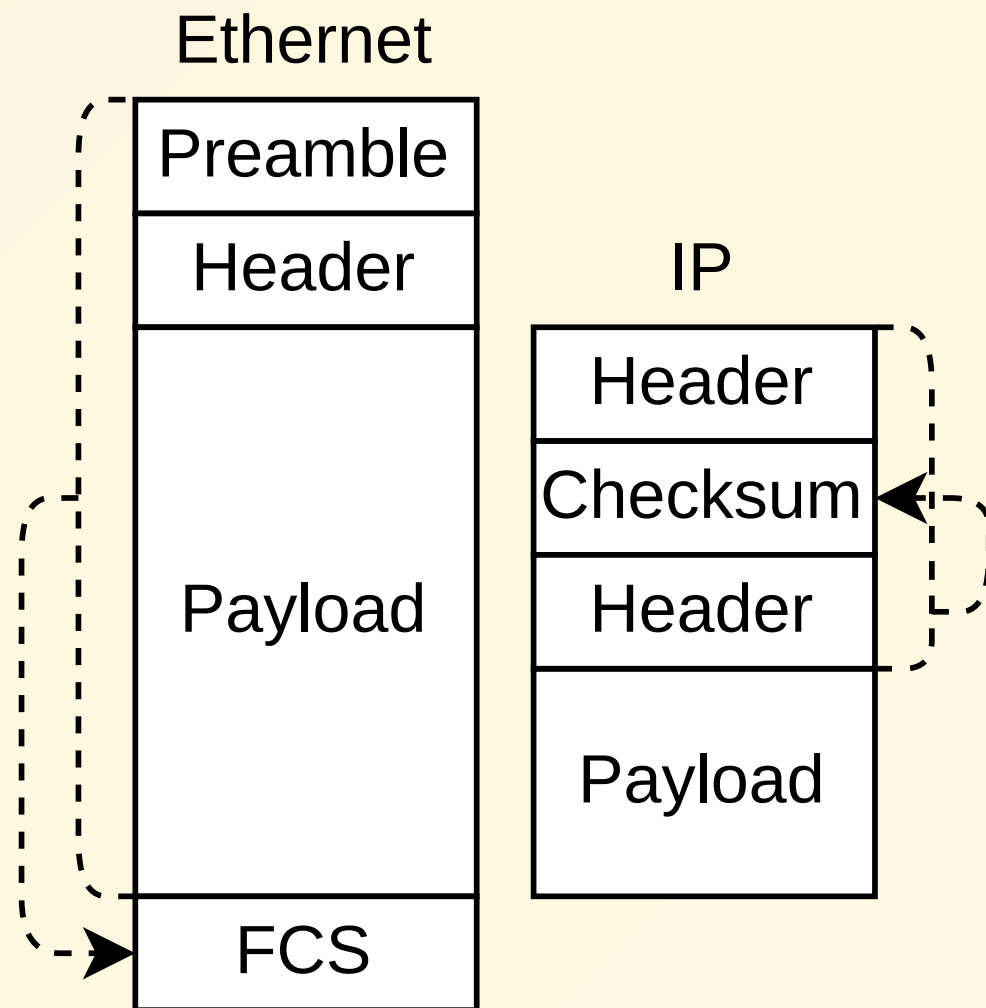 Ethernet
Preamble
Header
Payload
FCS
IP
Header
Checksum
Header
Payload